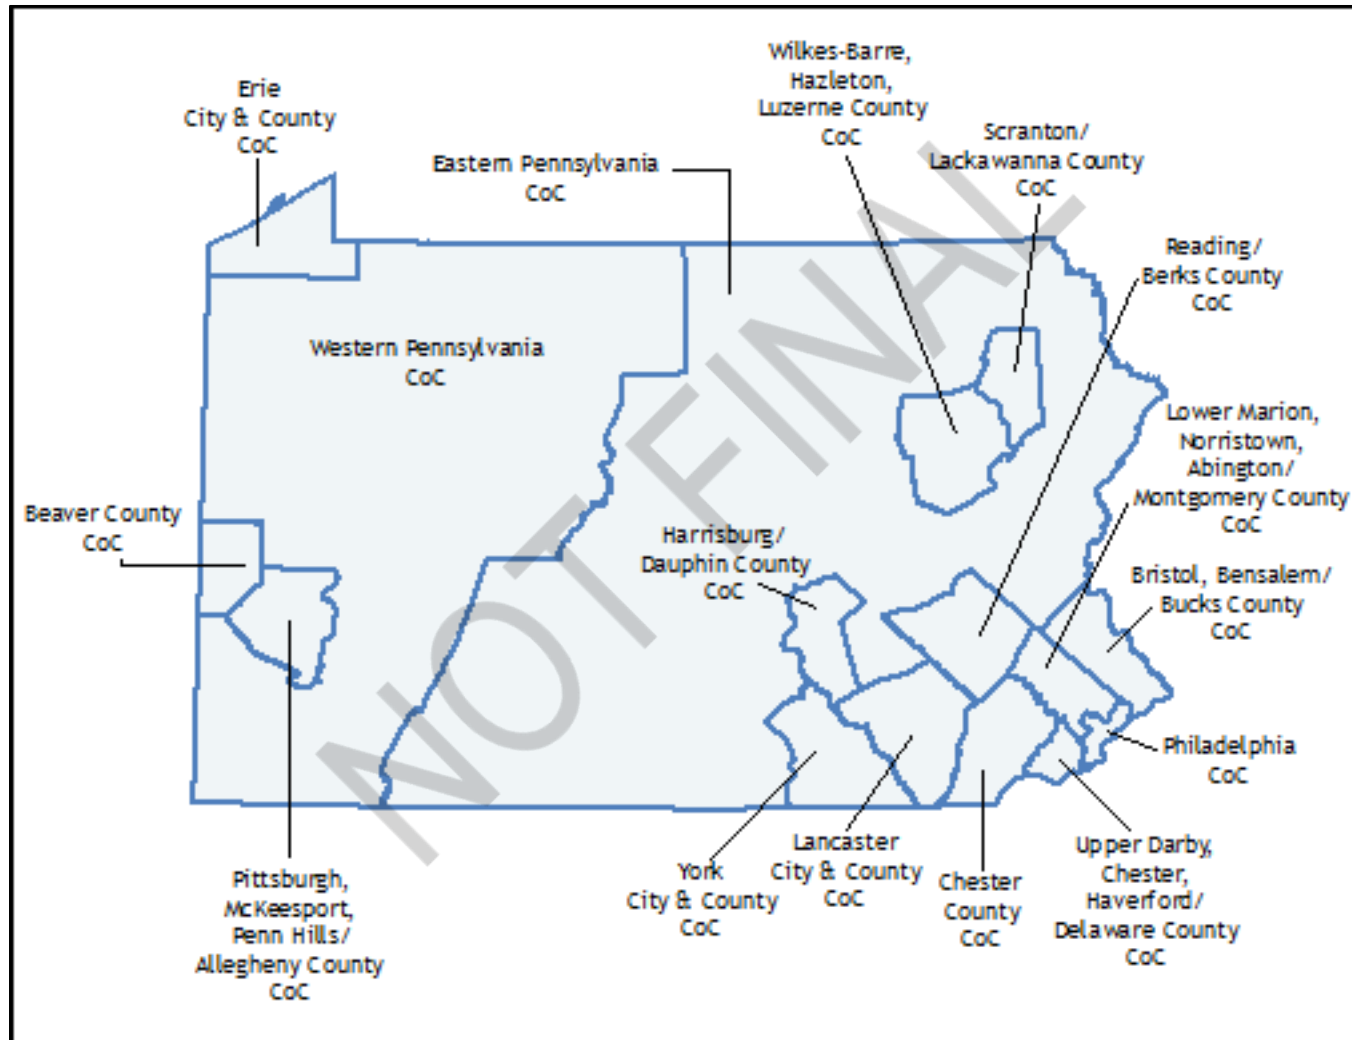 Erie
City & County
CoC
Eastern Pennsylvania
CoC
Wilkes-Barre,
Hazleton,
Luzerne County
CoC
Scranton/
Lackawanna County
CoC
Reading/
Berks County
CoC
Western Pennsylvania
CoC
Lower Marion,
Norristown,
Abington/
Montgomery County
CoC
Beaver County
CoC
Harrisburg/
Dauphin County
CoC
Bristol, Bensalem/
Bucks County
CoC
Philadelphia
CoC
Pittsburgh,
McKeesport,
Penn Hills/
Allegheny County
CoC
York
City & County
CoC
Lancaster
City & County
CoC
Chester
County
CoC
Upper Darby,
Chester,
Haverford/
Delaware County
CoC
NOT FINAL